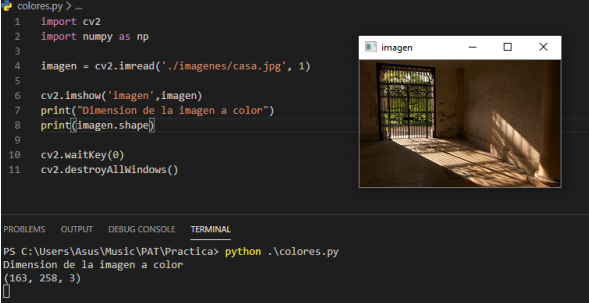 colores.py > ...
1 import cv2
2 import numpy as np
3
4 imagen = cv2.imread('./imagenes/casa.jpg', 1)
5
6 cv2.imshow('imagen',imagen)
7 print("Dimension de la imagen a color")
8 print(imagen.shape)
9
10 cv2.waitKey(0)
11 cv2.destroyAllWindows()
imagen
PROBLEMS OUTPUT DEBUG CONSOLE TERMINAL
PS C:\Users\Asus\Music\PAT\Practica> python .\colores.py
Dimension de la imagen a color
(163, 258, 3)